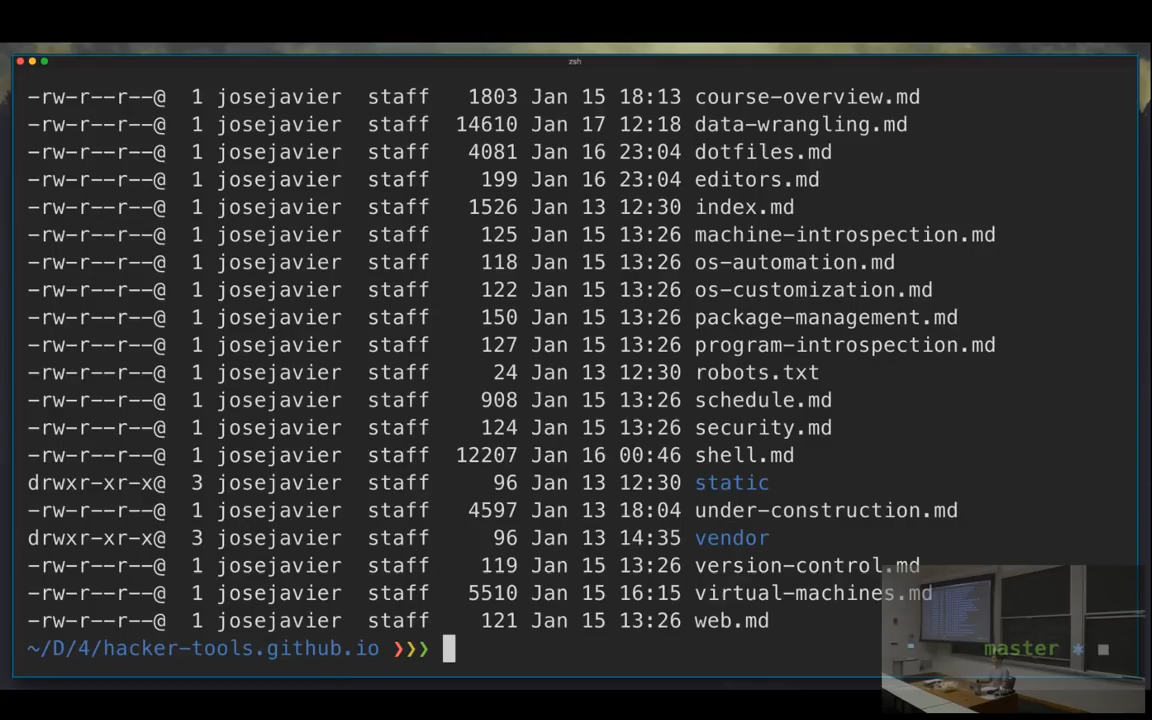 zsh
-rw-r--r--@  1 josejavier  staff   1803 Jan 15 18:13 course-overview.md
-rw-r--r--@  1 josejavier  staff  14610 Jan 17 12:18 data-wrangling.md
-rw-r--r--@  1 josejavier  staff   4081 Jan 16 23:04 dotfiles.md
-rw-r--r--@  1 josejavier  staff    199 Jan 16 23:04 editors.md
-rw-r--r--@  1 josejavier  staff   1526 Jan 13 12:30 index.md
-rw-r--r--@  1 josejavier  staff    125 Jan 15 13:26 machine-introspection.md
-rw-r--r--@  1 josejavier  staff    118 Jan 15 13:26 os-automation.md
-rw-r--r--@  1 josejavier  staff    122 Jan 15 13:26 os-customization.md
-rw-r--r--@  1 josejavier  staff    150 Jan 15 13:26 package-management.md
-rw-r--r--@  1 josejavier  staff    127 Jan 15 13:26 program-introspection.md
-rw-r--r--@  1 josejavier  staff     24 Jan 13 12:30 robots.txt
-rw-r--r--@  1 josejavier  staff    908 Jan 15 13:26 schedule.md
-rw-r--r--@  1 josejavier  staff    124 Jan 15 13:26 security.md
-rw-r--r--@  1 josejavier  staff  12207 Jan 16 00:46 shell.md
drwxr-xr-x@  3 josejavier  staff     96 Jan 13 12:30 static
-rw-r--r--@  1 josejavier  staff   4597 Jan 13 18:04 under-construction.md
drwxr-xr-x@  3 josejavier  staff     96 Jan 13 14:35 vendor
-rw-r--r--@  1 josejavier  staff    119 Jan 15 13:26 version-control.md
-rw-r--r--@  1 josejavier  staff   5510 Jan 15 16:15 virtual-machines.md
-rw-r--r--@  1 josejavier  staff    121 Jan 15 13:26 web.md
~/D/4/hacker-tools.github.io ❯❯❯ master * ■